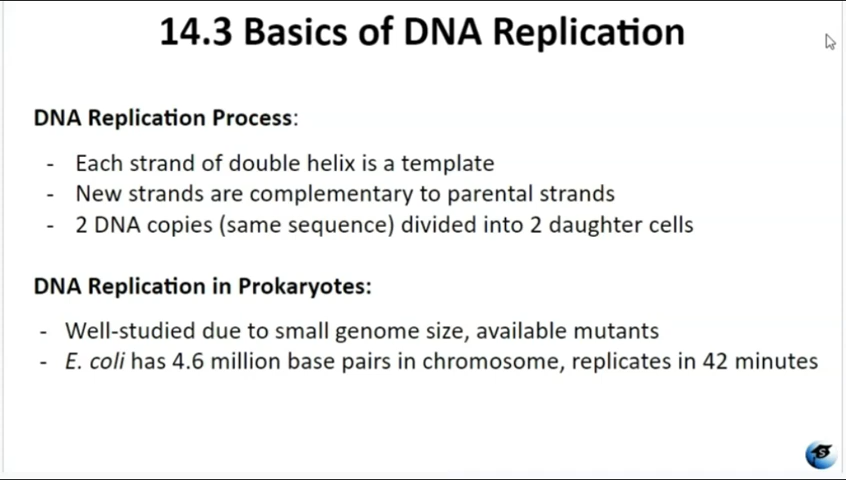 14.3 Basics of DNA Replication
DNA Replication Process:
- Each strand of double helix is a template
- New strands are complementary to parental strands
- 2 DNA copies (same sequence) divided into 2 daughter cells
DNA Replication in Prokaryotes:
- Well-studied due to small genome size, available mutants
- E. coli has 4.6 million base pairs in chromosome, replicates in 42 minutes
S